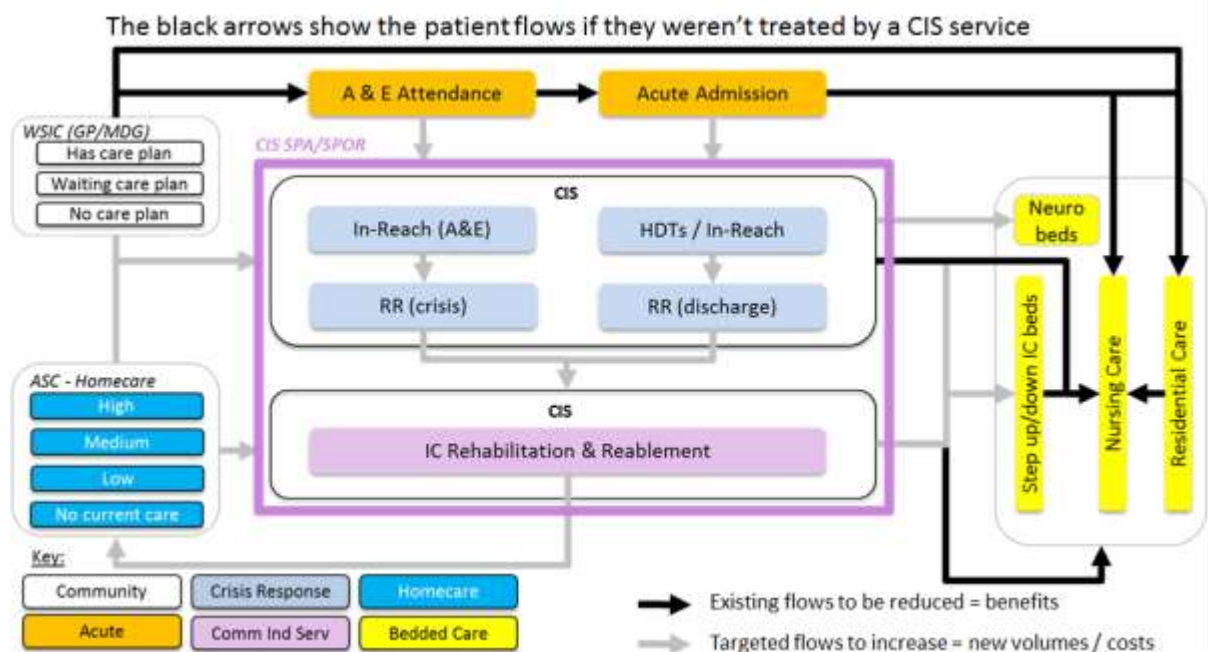 The black arrows show the patient flows if they weren't treated by a CIS service
A & E Attendance
Acute Admission
WSIC (GP/MDG)
Has care plan
Waiting care plan
No care plan
CIS SPA/SPOR
CIS
In-Reach (A&E)
HDTs / In-Reach
RR (crisis)
RR (discharge)
Neuro
beds
Step up/down IC beds
Nursing Care
Residential Care
ASC - Homecare
High
Medium
Low
No current care
CIS
IC Rehabilitation & Reablement
Key:
Community
Crisis Response
Homecare
Acute
Comm Ind Serv
Bedded Care
Existing flows to be reduced = benefits
Targeted flows to increase = new volumes / costs